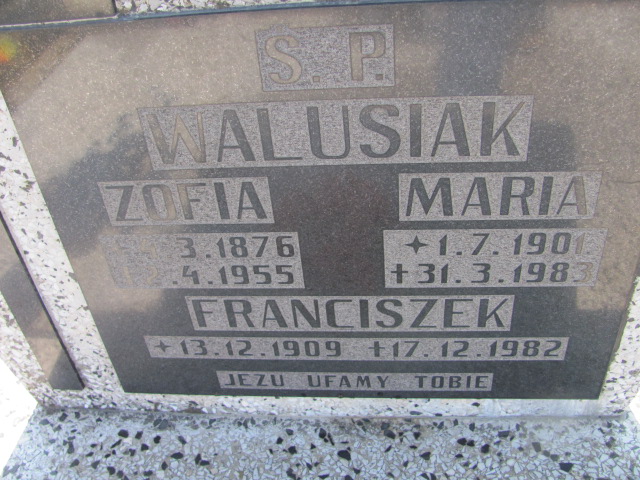 S. P.
WALUSIAK
ZOFIA MARIA
.3.1876 ✦1.7.1901
.4.1955 ✝31.3.1983
FRANCISZEK
✦13.12.1909 ✝17.12.1982
JEZU UFAMY TOBIE